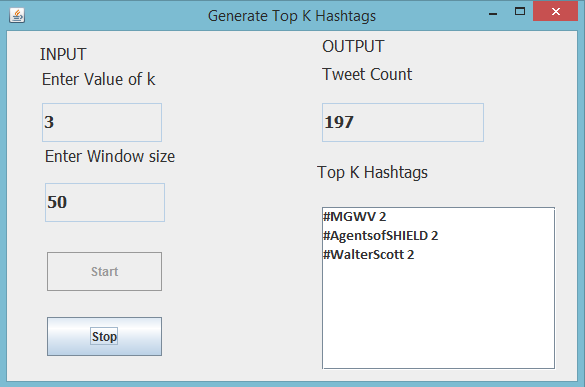 Generate Top K Hashtags
INPUT
Enter Value of k
3
Enter Window size
50
Start
Stop
OUTPUT
Tweet Count
197
Top K Hashtags
#MGWV 2
#AgentsofSHIELD 2
#WalterScott 2